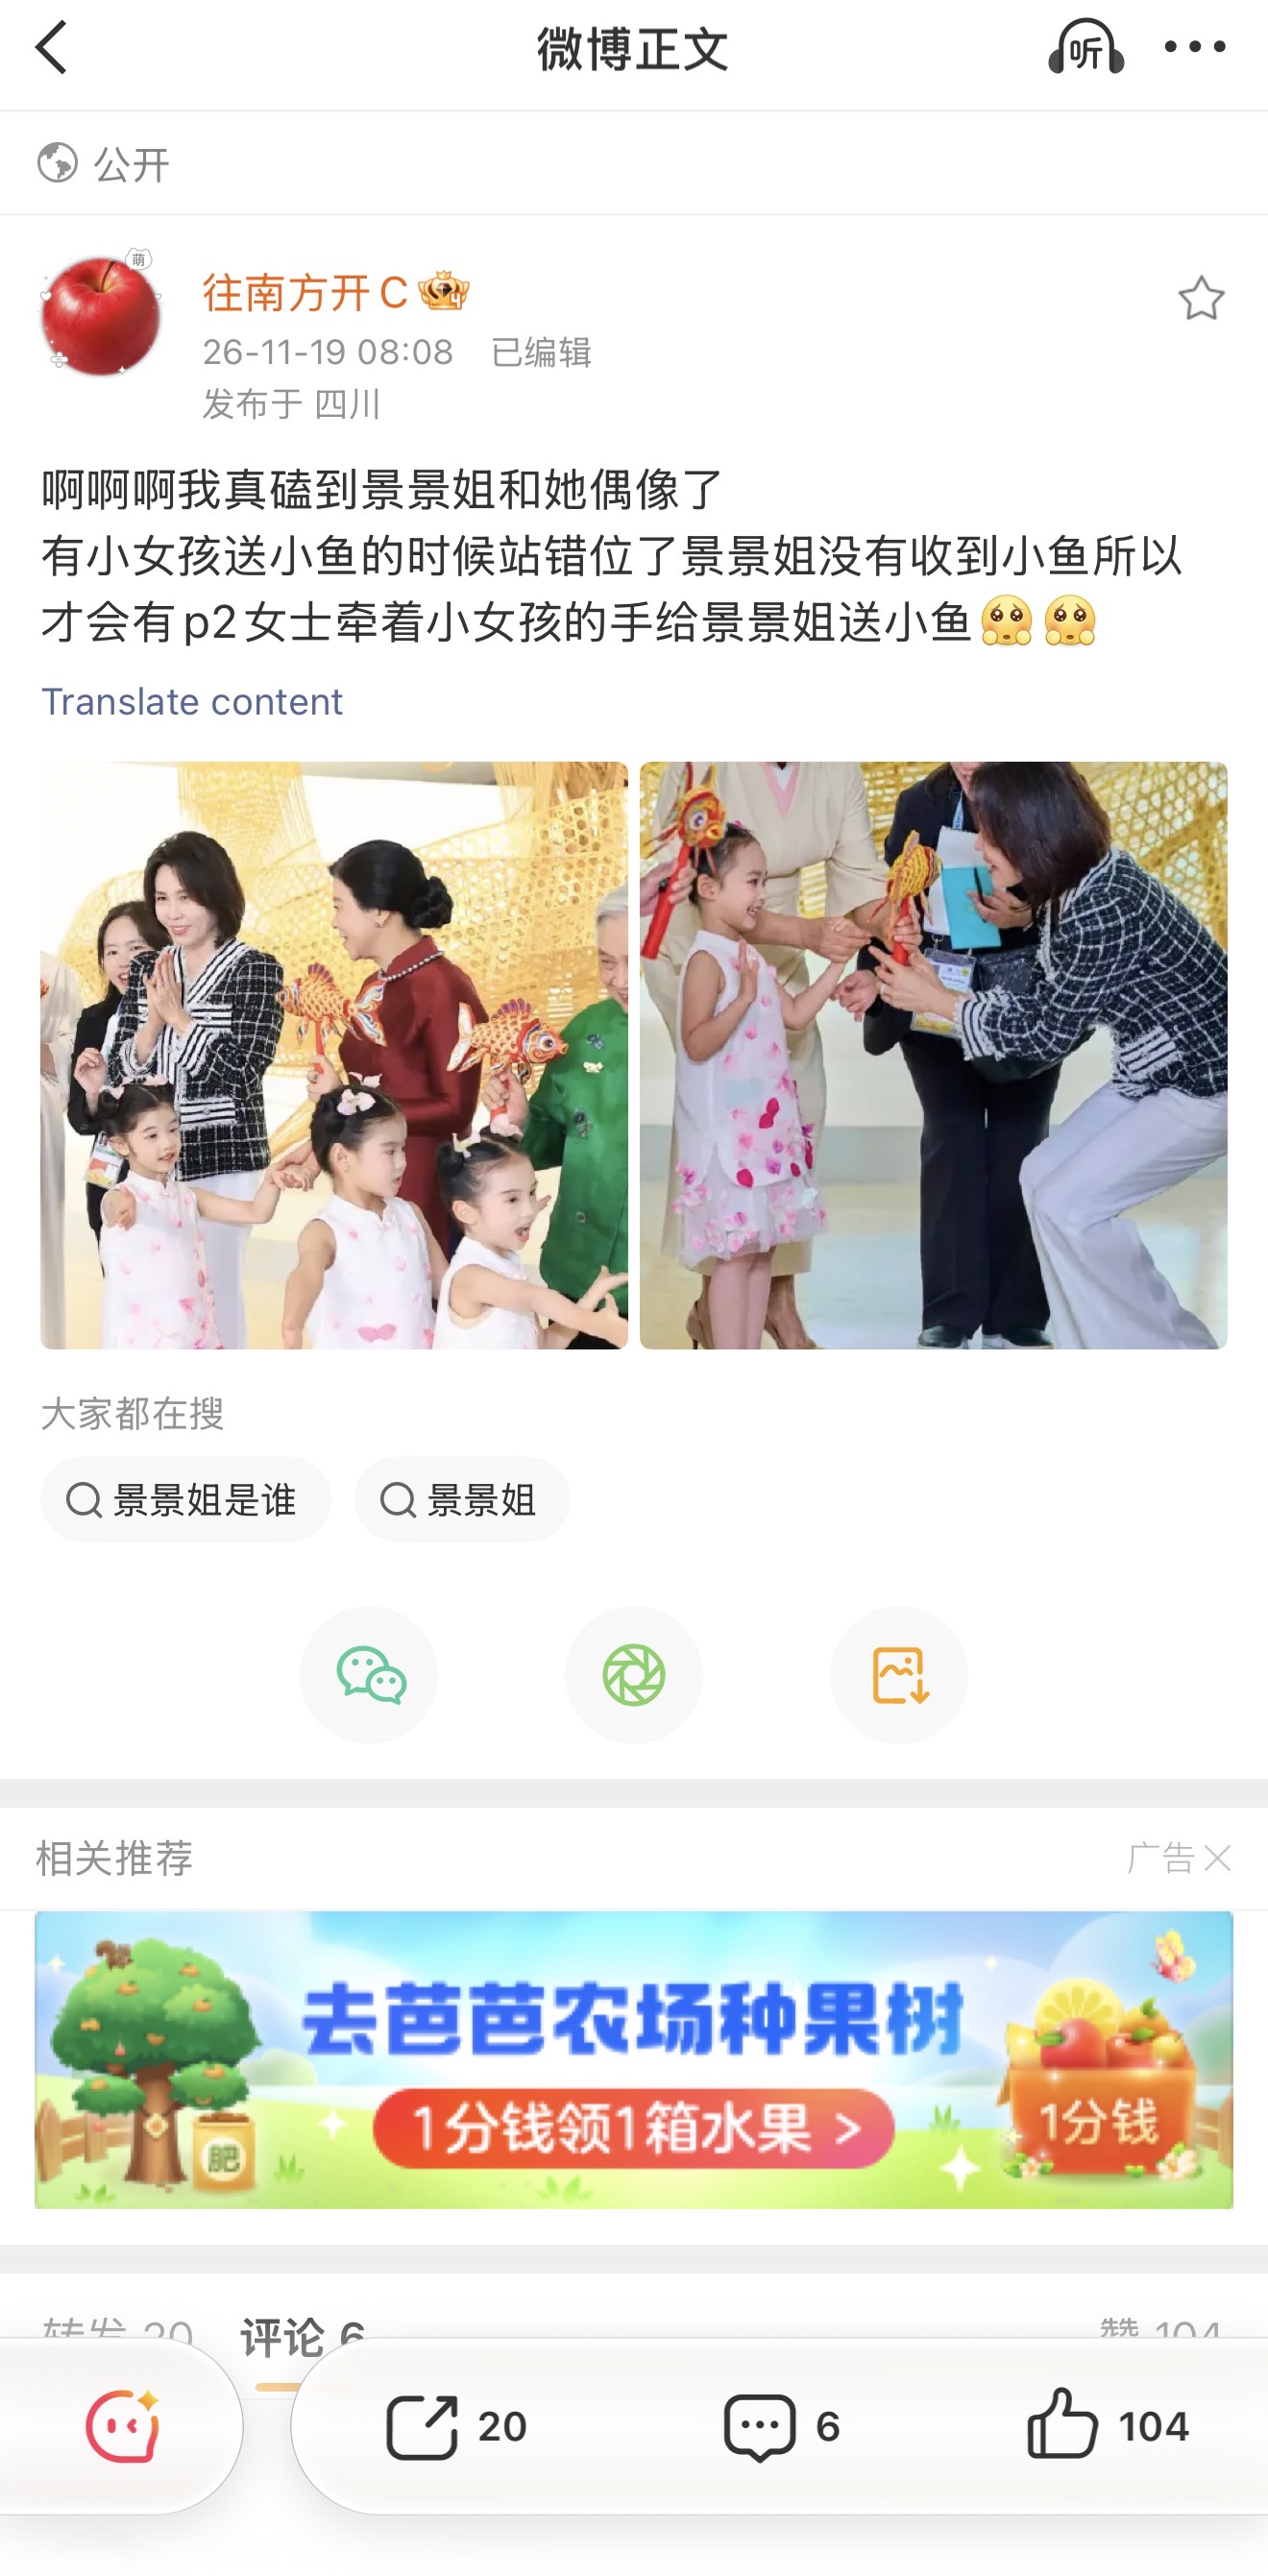 微博正文
听
公开
萌
往南方开C
4
26-11-19 08:08 已编辑
发布于 四川
啊啊啊我真磕到景景姐和她偶像了
有小女孩送小鱼的时候站错位了景景姐没有收到小鱼所以
才会有p2女士牵着小女孩的手给景景姐送小鱼
Translate content
大家都在搜
景景姐是谁
景景姐
相关推荐
广告
去芭芭农场种果树
1分钱领1箱水果 >
肥
1分钱
转发 20
评论 6
赞 104
20
6
104